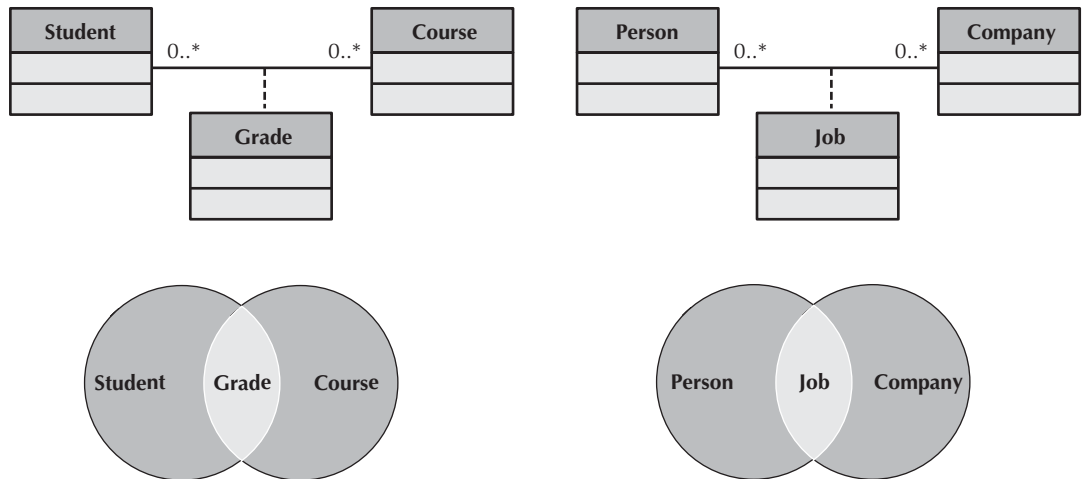 Student
Course
0..*
0..*
Grade
Person
Company
0..*
0..*
Job
Student
Grade
Course
Person
Job
Company